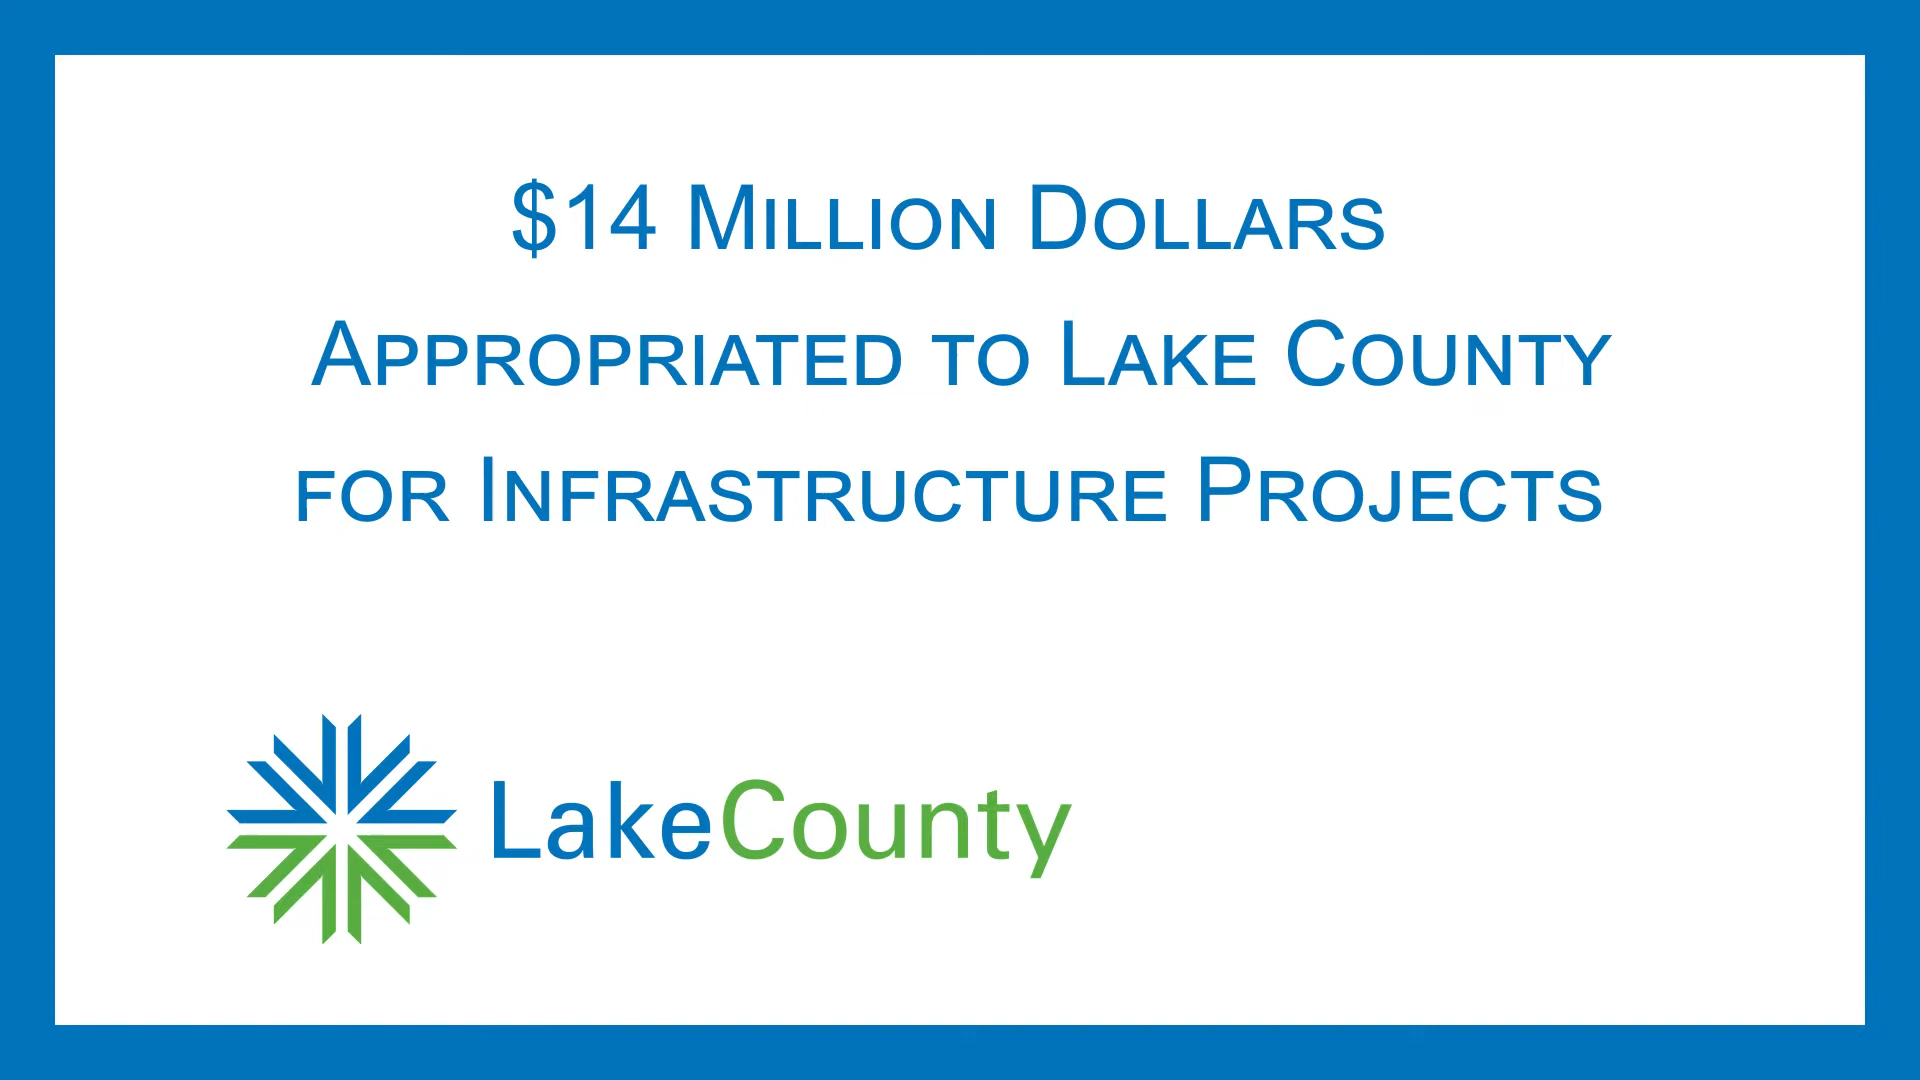 $14 Million Dollars
Appropriated to Lake County
for Infrastructure Projects
LakeCounty